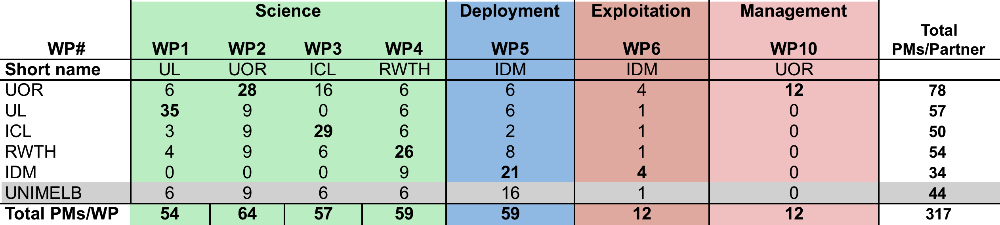 Science Deployment Exploitation Management
Total
WP# WP1 WP2 WP3 WP4 WP5 WP6 WP10 PMs/Partner
Short name UL UOR ICL RWTH IDM IDM UOR
UOR 6 28 16 6 6 4 12 78
UL 35 9 0 6 6 1 0 57
ICL 3 9 29 6 2 1 0 50
RWTH 4 9 6 26 8 1 0 54
IDM 0 0 0 9 21 4 0 34
UNIMELB 6 9 6 6 16 1 0 44
Total PMs/WP 54 64 57 59 59 12 12 317